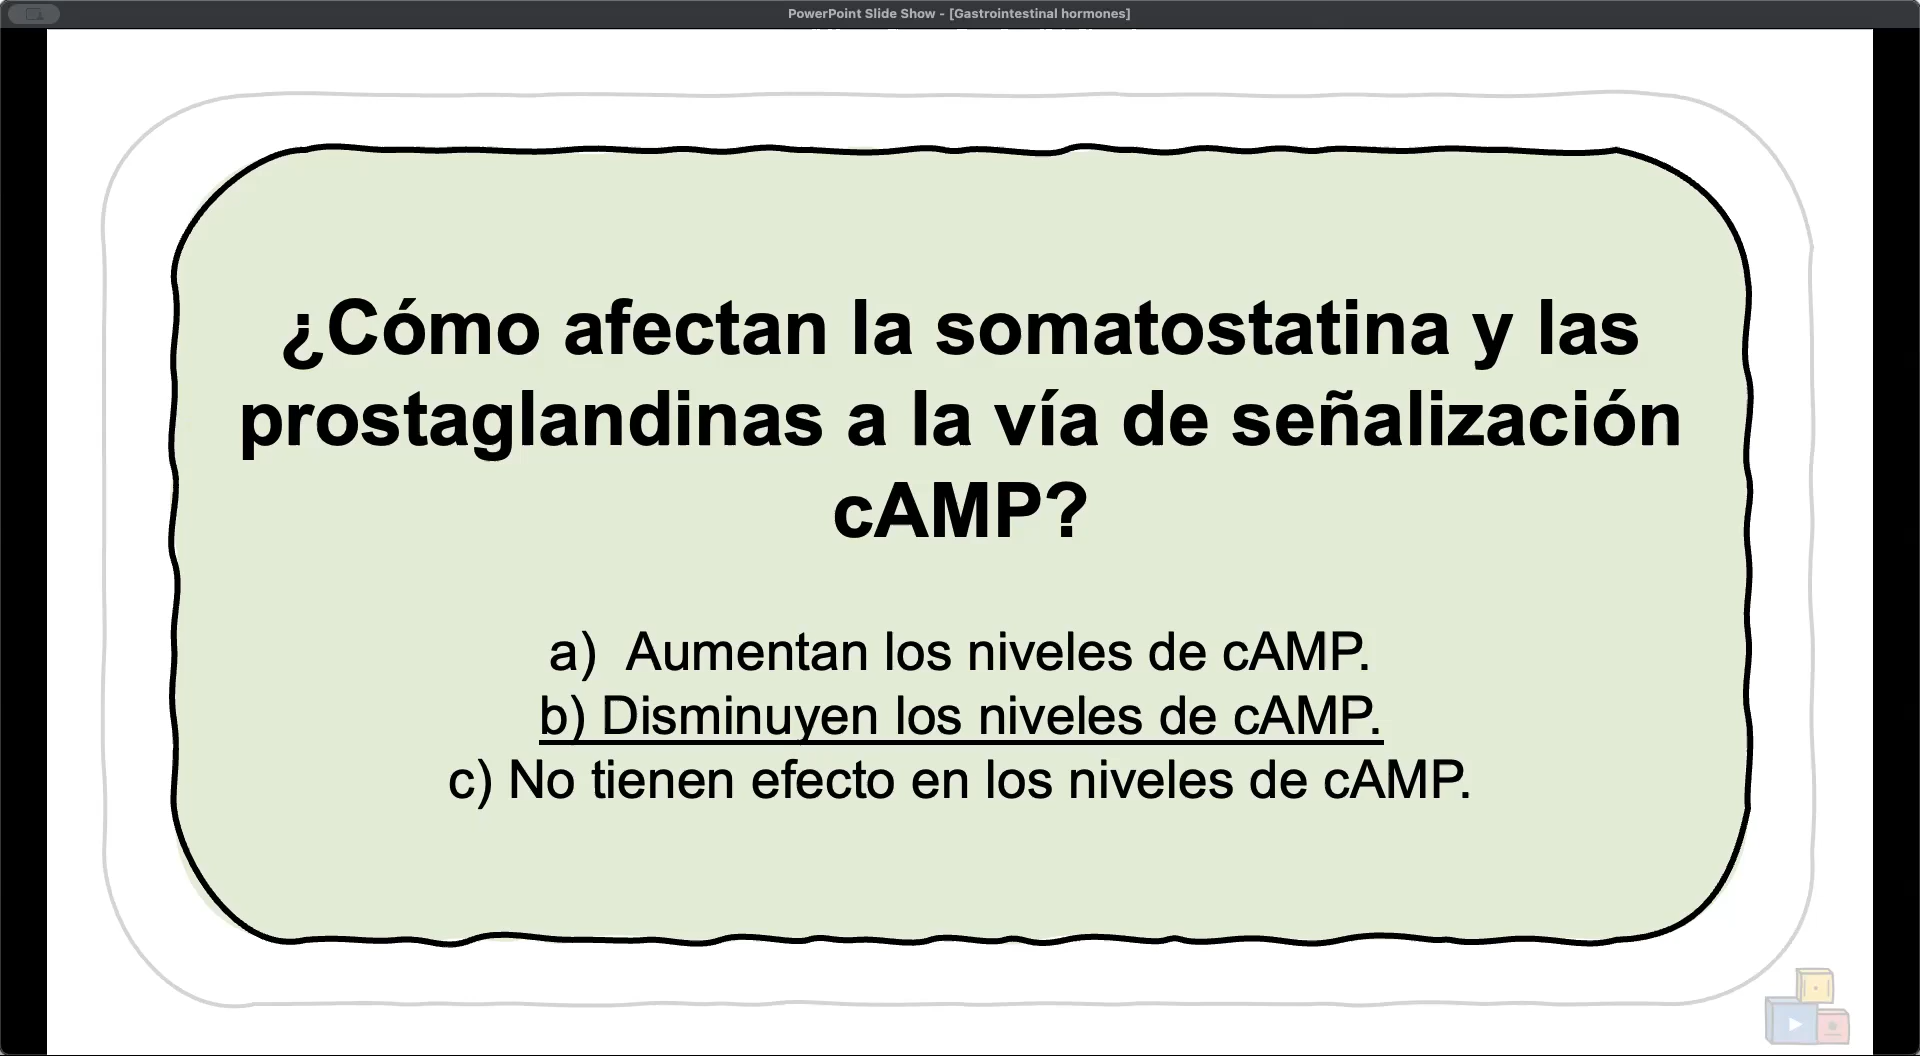 PowerPoint Slide Show - [Gastrointestinal hormones]
¿Cómo afectan la somatostatina y las
prostaglandinas a la vía de señalización
cAMP?
a) Aumentan los niveles de cAMP.
b) Disminuyen los niveles de cAMP.
c) No tienen efecto en los niveles de cAMP.